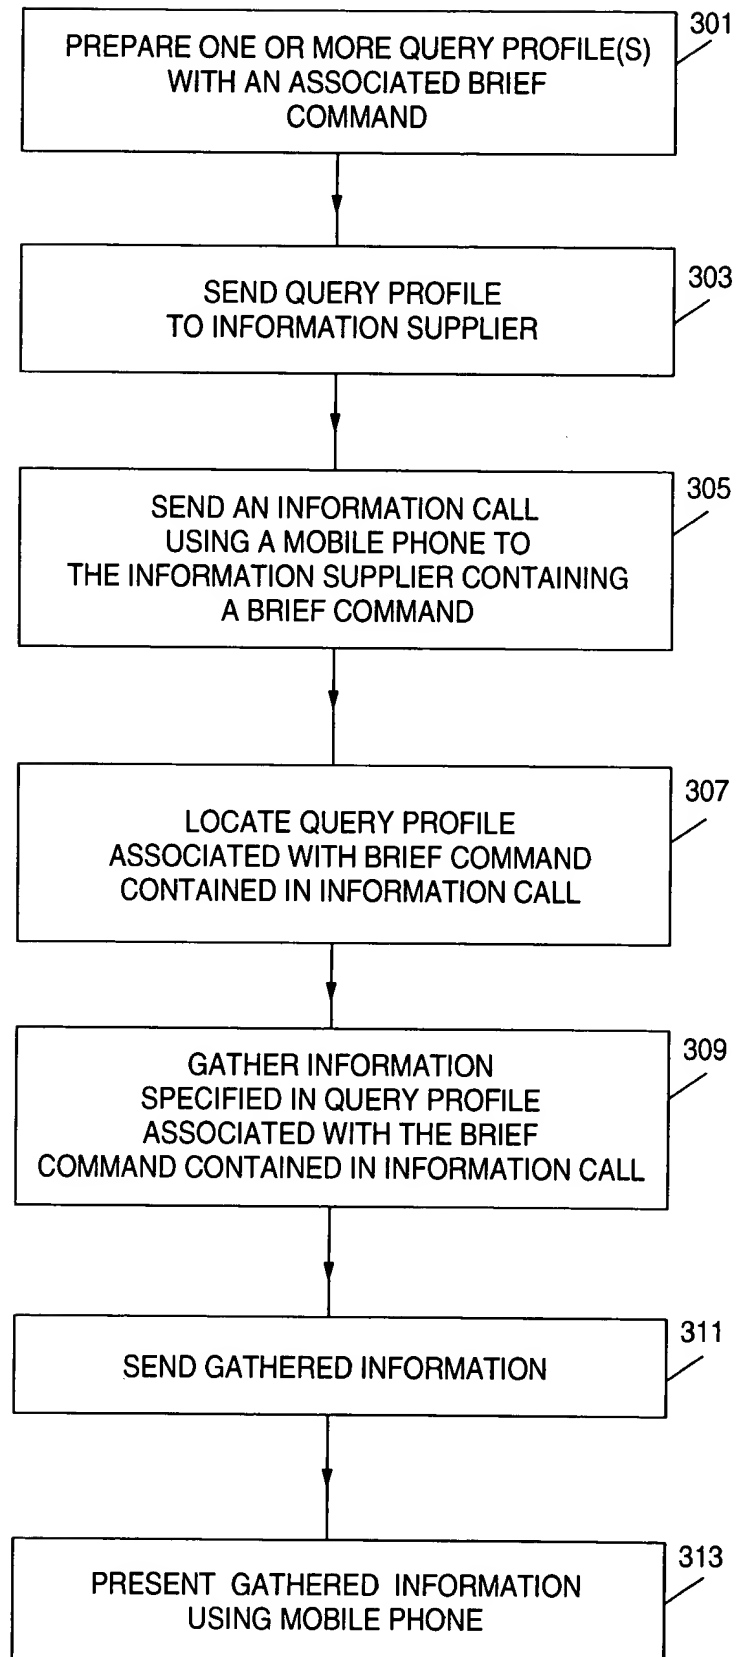 301
PREPARE ONE OR MORE QUERY PROFILE(S)
WITH AN ASSOCIATED BRIEF
COMMAND
303
SEND QUERY PROFILE
TO INFORMATION SUPPLIER
305
SEND AN INFORMATION CALL
USING A MOBILE PHONE TO
THE INFORMATION SUPPLIER CONTAINING
A BRIEF COMMAND
307
LOCATE QUERY PROFILE
ASSOCIATED WITH BRIEF COMMAND
CONTAINED IN INFORMATION CALL
309
GATHER INFORMATION
SPECIFIED IN QUERY PROFILE
ASSOCIATED WITH THE BRIEF
COMMAND CONTAINED IN INFORMATION CALL
311
SEND GATHERED INFORMATION
313
PRESENT GATHERED INFORMATION
USING MOBILE PHONE